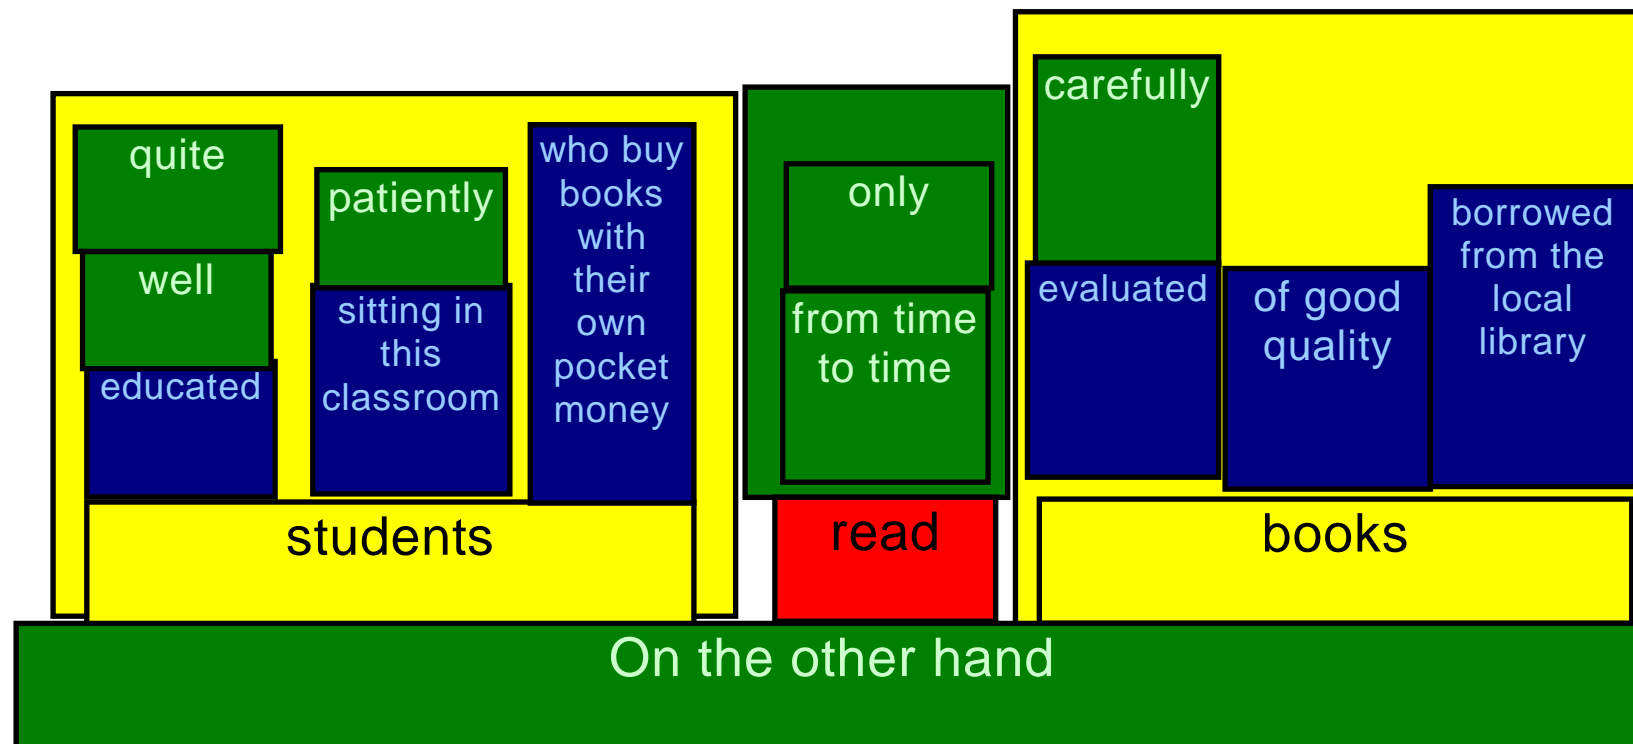 quite
well
educated
patiently
sitting in
this
classroom
who buy
books
with
their
own
pocket
money
students
only
from time
to time
read
carefully
evaluated
of good
quality
borrowed
from the
local
library
books
On the other hand